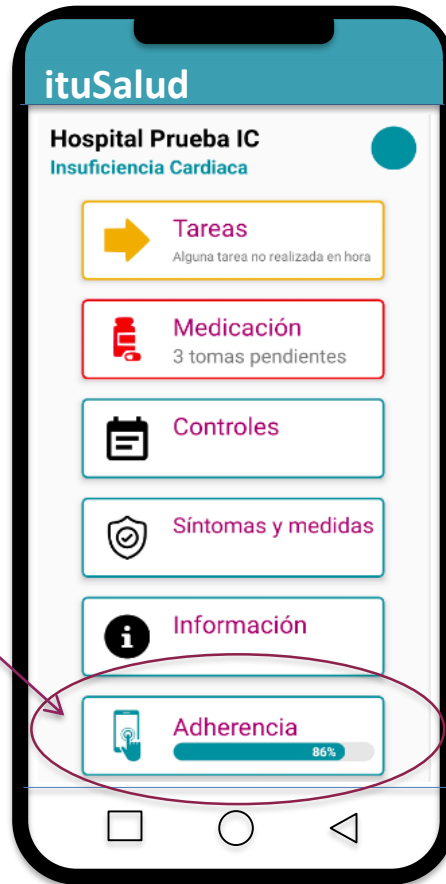 ituSalud
Hospital Prueba IC
Insuficiencia Cardiaca
Tareas
Alguna tarea no realizada en hora
Medicación
3 tomas pendientes
Controles
Síntomas y medidas
Información
Adherencia
86%